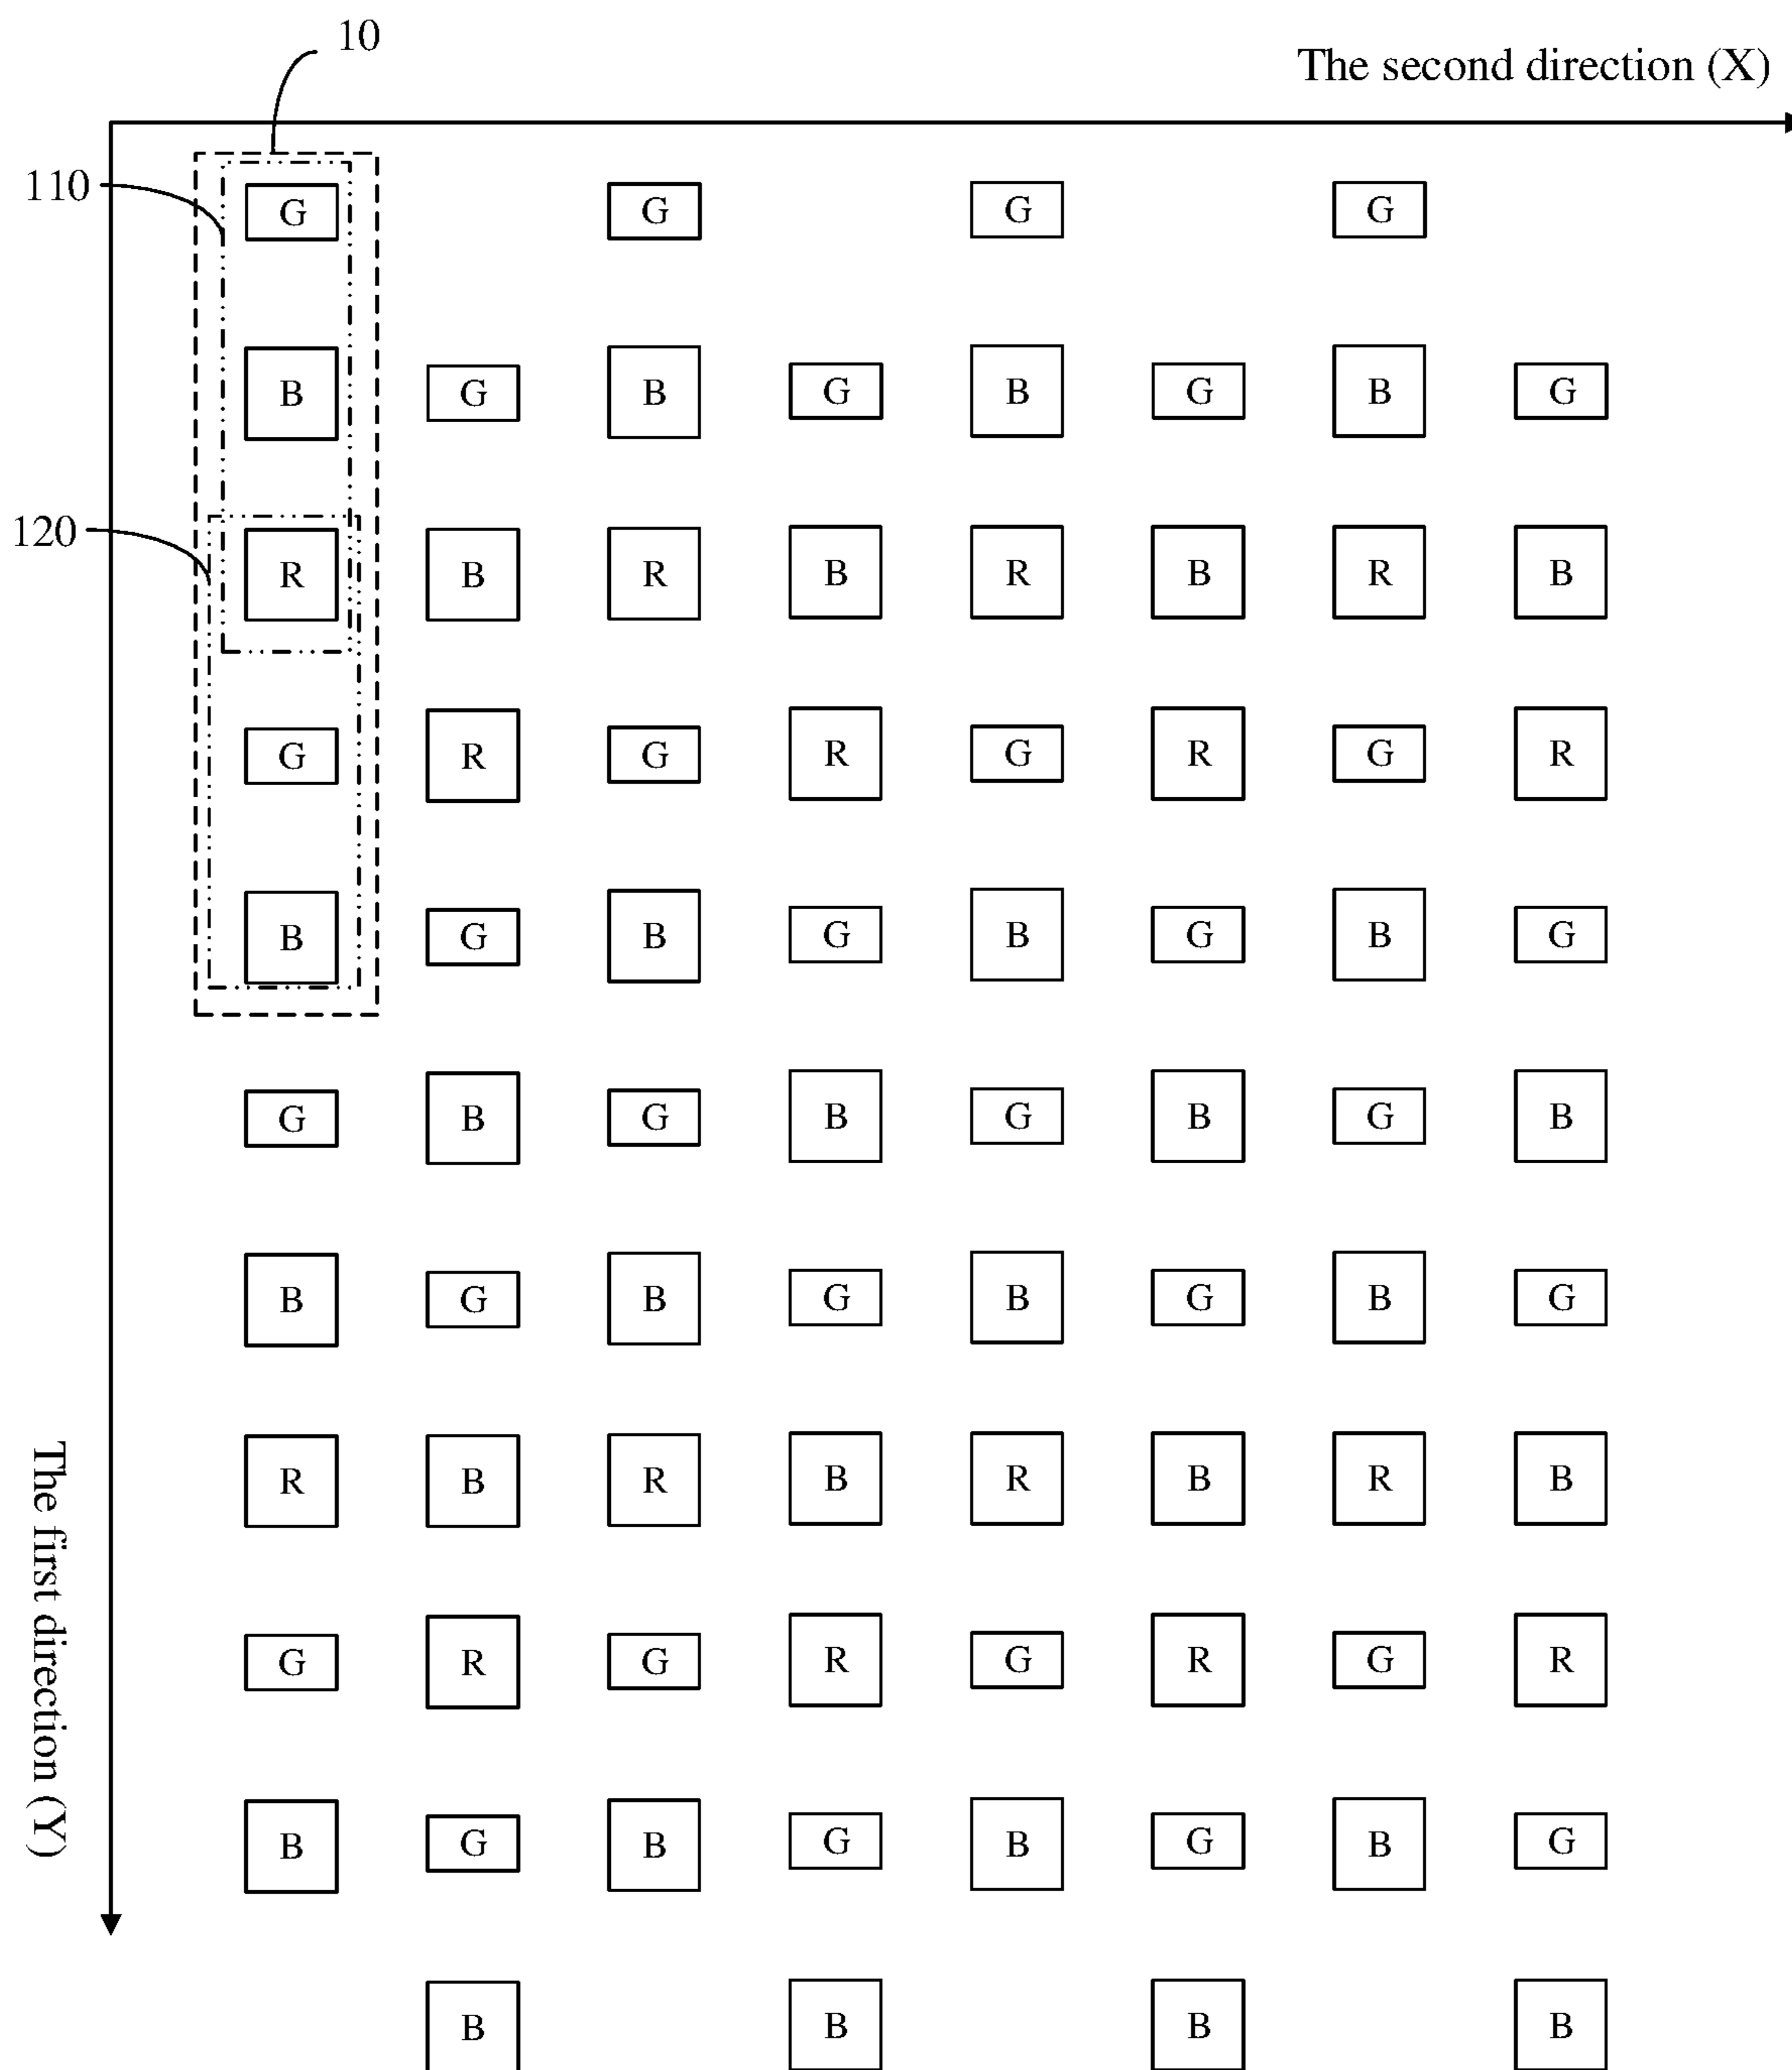 10
The second direction (X)
110
G G G G
B G B G B G B G
120
R B R B R B R B
G R G R G R G R
B G B G B G B G
G B G B G B G B
B G B G B G B G
R B R B R B R B
The first direction (Y)
G R G R G R G R
B G B G B G B G
B B B B